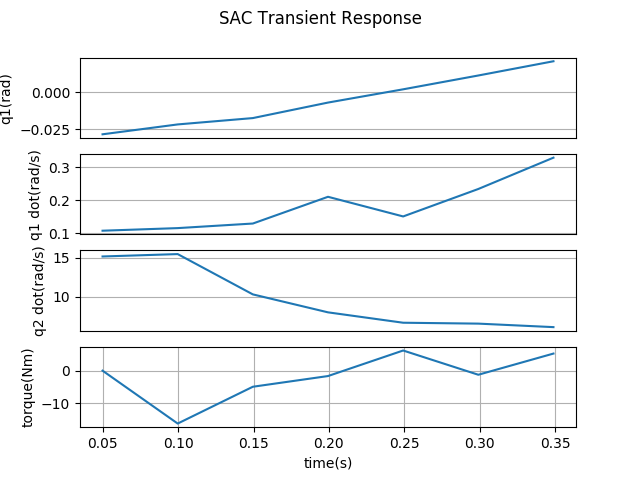 SAC Transient Response
q1(rad)
0.000
−0.025
q1 dot(rad/s)
0.3
0.2
0.1
q2 dot(rad/s)
15
10
torque(Nm)
0
−10
0.05 0.10 0.15 0.20 0.25 0.30 0.35
time(s)